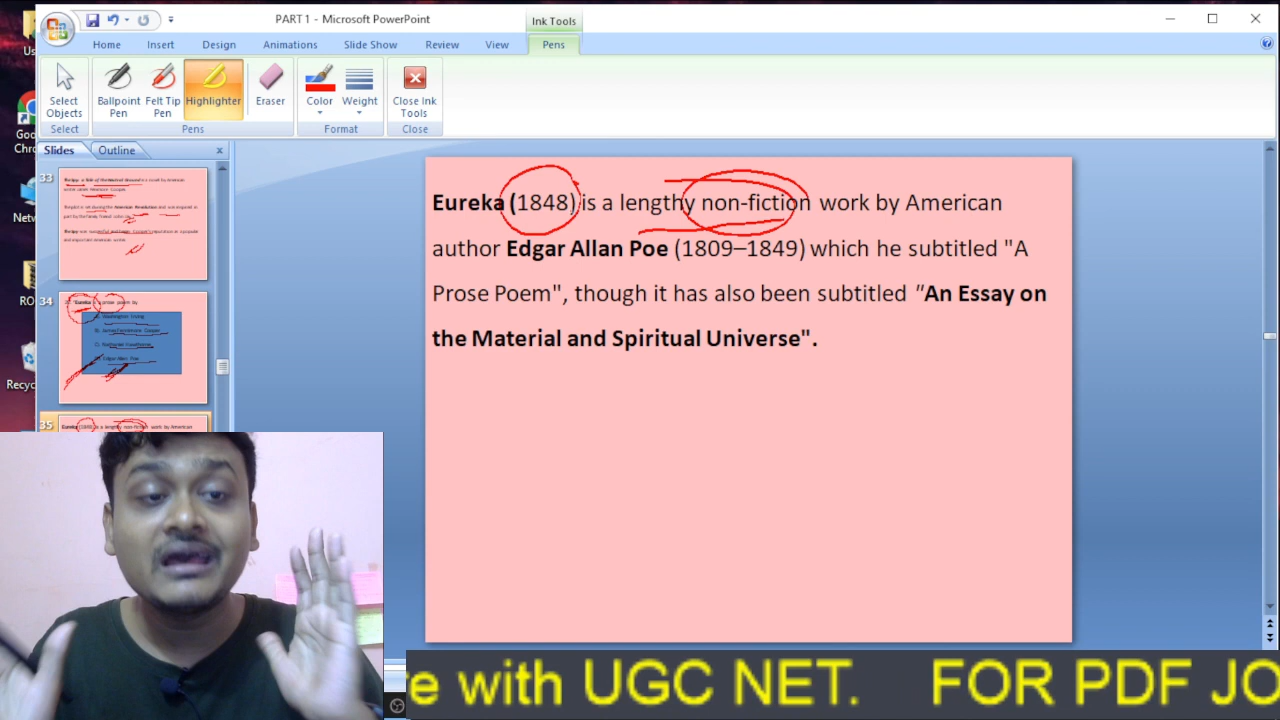 PART 1 - Microsoft PowerPoint
Ink Tools
Home Insert Design Animations Slide Show Review View Pens
Select Objects
Ballpoint Pen
Felt Tip Pen
Highlighter
Eraser
Color
Weight
Close Ink Tools
Select Pens Format Close
Slides Outline
33
34
35
Eureka (1848) is a lengthy non-fiction work by American
author Edgar Allan Poe (1809–1849) which he subtitled "A
Prose Poem", though it has also been subtitled “An Essay on
the Material and Spiritual Universe".
re with UGC NET. FOR PDF JO